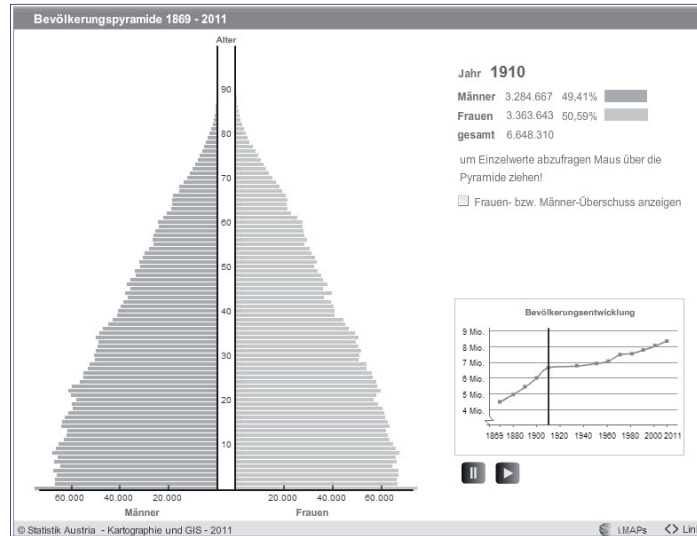 Bevölkerungspyramide 1869 - 2011
Alter
90
80
70
60
50
40
30
20
10
60.000 40.000 20.000
20.000 40.000 60.000
Männer
Frauen
Jahr 1910
Männer 3.284.667 49,41%
Frauen 3.363.643 50,59%
gesamt 6.648.310
um Einzelwerte abzufragen Maus über die
Pyramide ziehen!
Frauen- bzw. Männer-Überschuss anzeigen
Bevölkerungsentwicklung
9 Mio.
8 Mio.
7 Mio.
6 Mio.
5 Mio.
4 Mio.
1869 1880 1900 1920 1940 1960 1980 2000 2011
© Statistik Austria - Kartographie und GIS - 2011
i.MAPs <> Lin